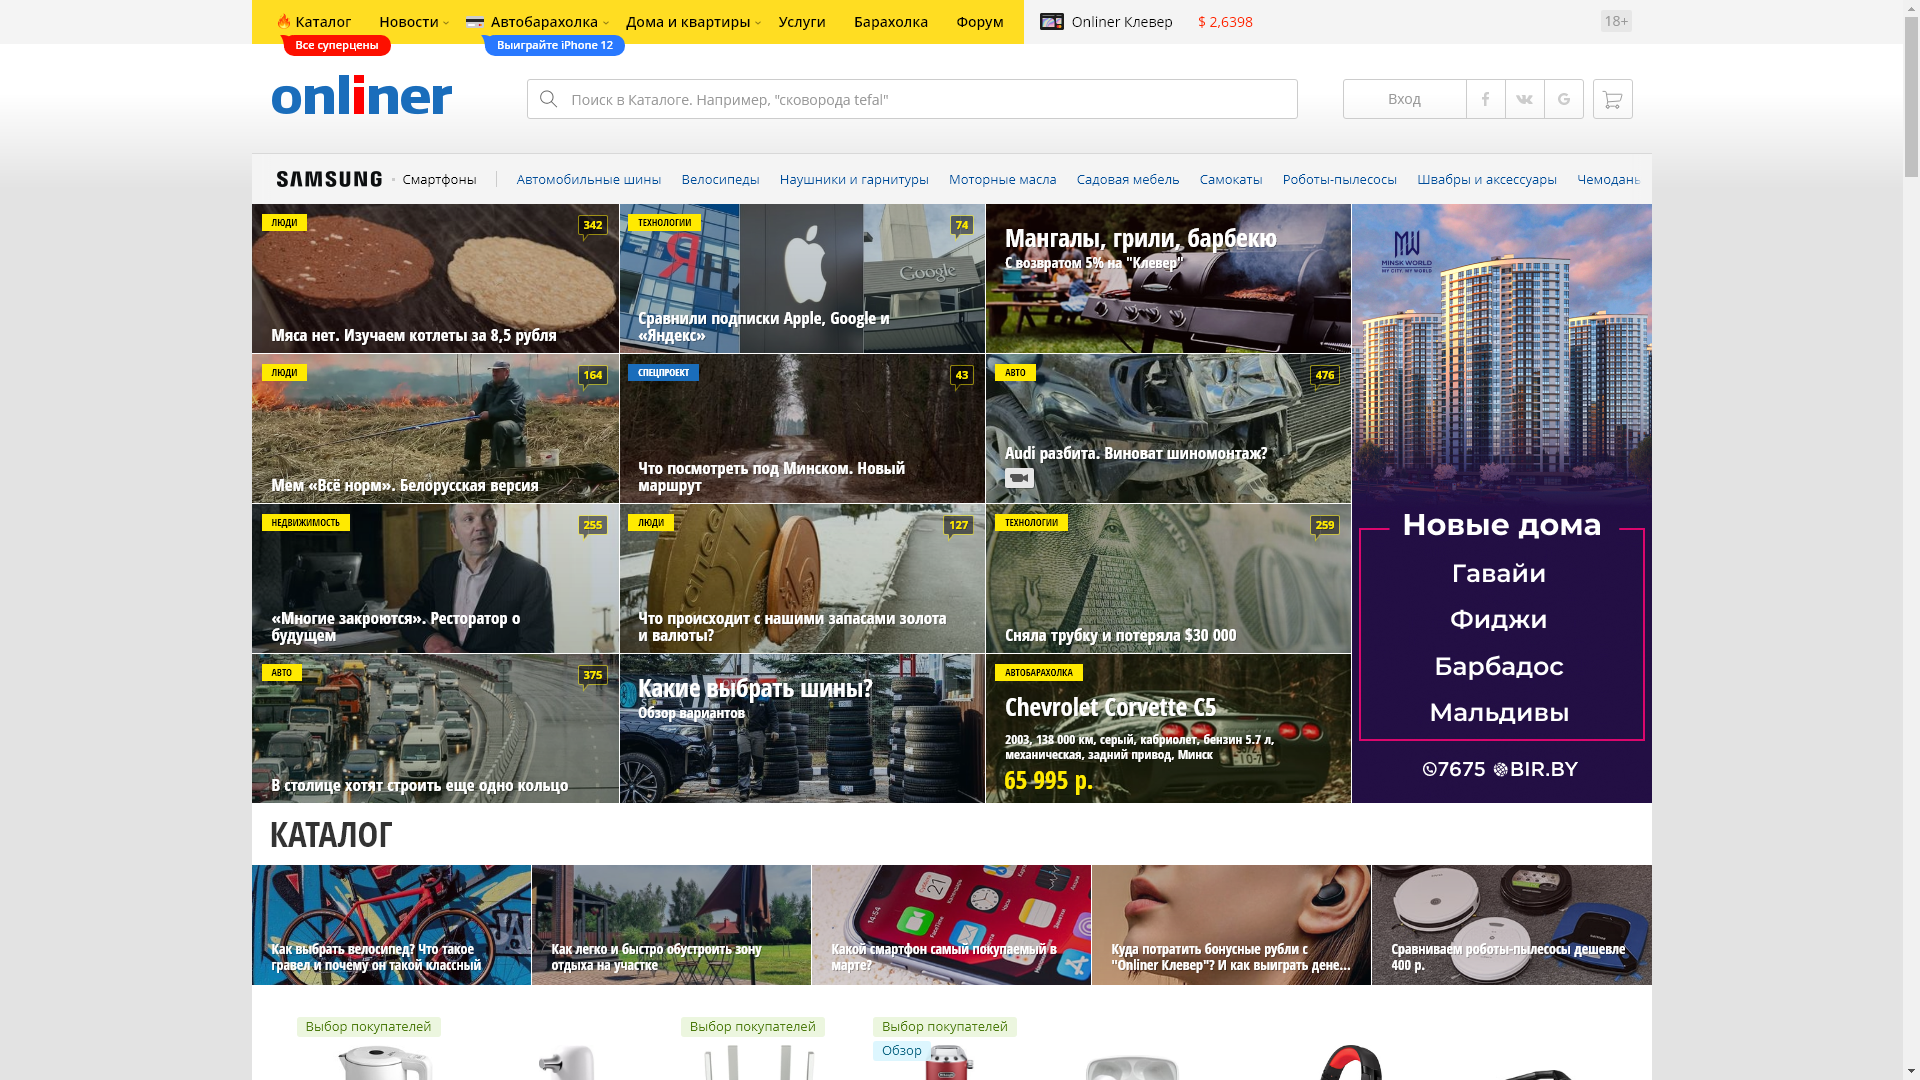 Каталог Новости Автобарахолка Дома и квартиры Услуги Барахолка Форум Onliner Клевер $ 2,6398 18+
Все суперцены Выиграйте iPhone 12
onliner
Поиск в Каталоге. Например, "сковорода tefal"
Вход
SAMSUNG Смартфоны Автомобильные шины Велосипеды Наушники и гарнитуры Моторные масла Садовая мебель Самокаты Роботы-пылесосы Швабры и аксессуары Чемоданы
ЛЮДИ
342
Мяса нет. Изучаем котлеты за 8,5 рубля
ТЕХНОЛОГИИ
74
Я
Google
Сравнили подписки Apple, Google и
«Яндекс»
Мангалы, грили, барбекю
С возвратом 5% на "Клевер"
MINSK WORLD
MY CITY. MY WORLD
ЛЮДИ
164
Мем «Всё норм». Белорусская версия
СПЕЦПРОЕКТ
43
Что посмотреть под Минском. Новый
маршрут
АВТО
476
Audi разбита. Виноват шиномонтаж?
НЕДВИЖИМОСТЬ
255
«Многие закроются». Ресторатор о
будущем
ЛЮДИ
127
Что происходит с нашими запасами золота
и валюты?
ТЕХНОЛОГИИ
259
Сняла трубку и потеряла $30 000
Новые дома
Гавайи
Фиджи
Барбадос
Мальдивы
7675 BIR.BY
АВТО
375
В столице хотят строить еще одно кольцо
Какие выбрать шины?
Обзор вариантов
АВТОБАРАХОЛКА
Chevrolet Corvette C5
2003, 138 000 км, серый, кабриолет, бензин 5.7 л,
механическая, задний привод, Минск
65 995 р.
КАТАЛОГ
Как выбрать велосипед? Что такое
гравел и почему он такой классный
Как легко и быстро обустроить зону
отдыха на участке
Какой смартфон самый покупаемый в
марте?
Куда потратить бонусные рубли с
"Onliner Клевер"? И как выиграть дене...
Сравниваем роботы-пылесосы дешевле
400 р.
Выбор покупателей
Выбор покупателей
Выбор покупателей
Обзор